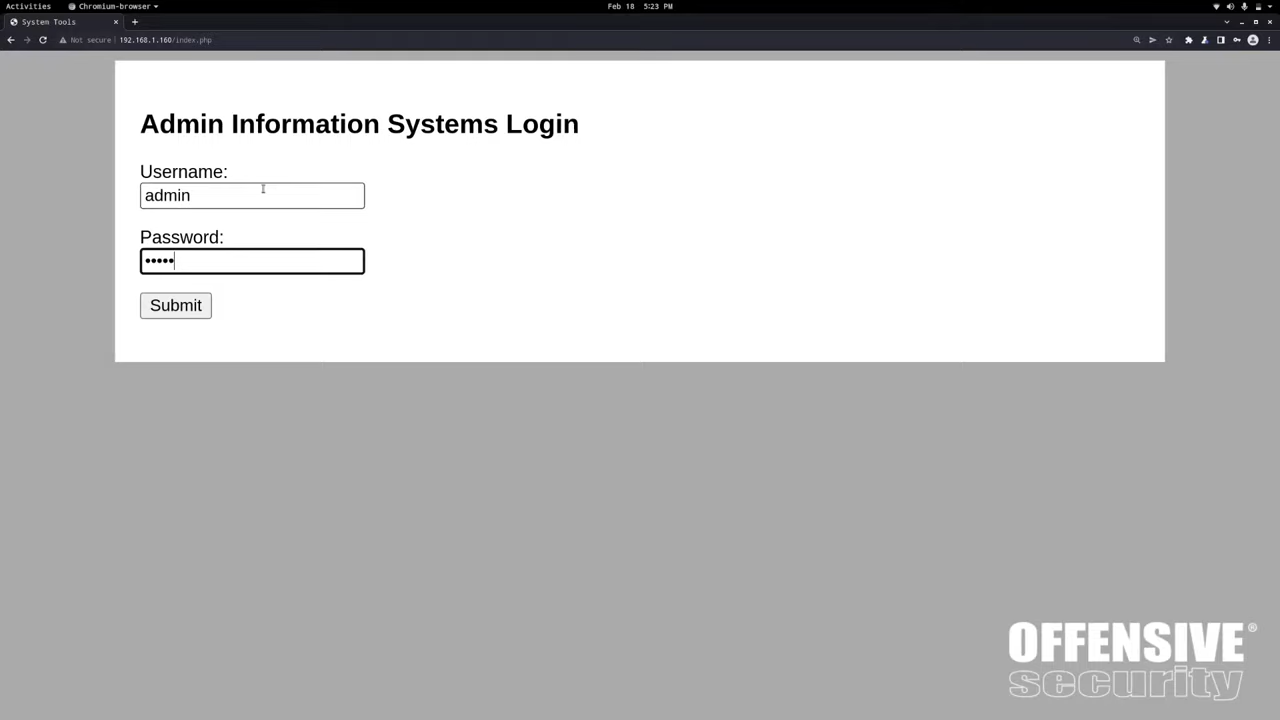 Activities
Chromium-browser
Feb 18 5:23 PM
System Tools
Not secure
192.168.1.160/index.php
Admin Information Systems Login
Username:
admin
Password:
•••••
Submit
OFFENSIVE®
security